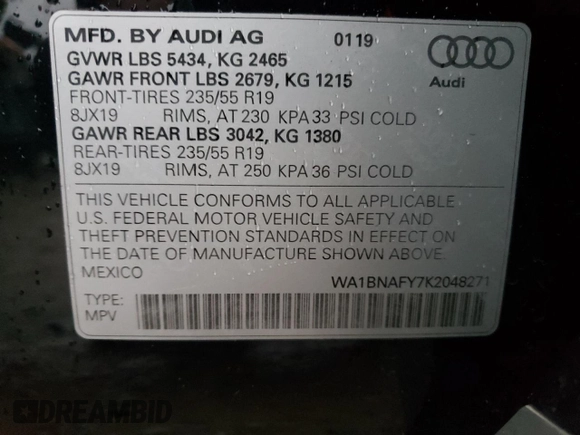 MFD. BY AUDI AG 0119
GVWR LBS 5434, KG 2465
GAWR FRONT LBS 2679, KG 1215
FRONT-TIRES 235/55 R19
8JX19 RIMS, AT 230 KPA 33 PSI COLD
GAWR REAR LBS 3042, KG 1380
REAR-TIRES 235/55 R19
8JX19 RIMS, AT 250 KPA 36 PSI COLD
Audi
THIS VEHICLE CONFORMS TO ALL APPLICABLE
U.S. FEDERAL MOTOR VEHICLE SAFETY AND
THEFT PREVENTION STANDARDS IN EFFECT ON
THE DATE OF MANUFACTURE SHOWN ABOVE.
MEXICO
WA1BNAFY7K2048271
TYPE:
MPV
DREAMBID